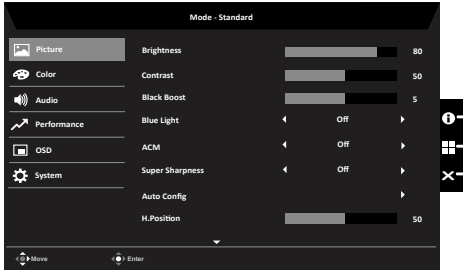 Mode - Standard
Picture
Brightness 80
Color
Contrast 50
Audio
Black Boost 5
Performance
Blue Light Off
OSD
ACM Off
System
Super Sharpness Off
Auto Config
H.Position 50
Move Enter